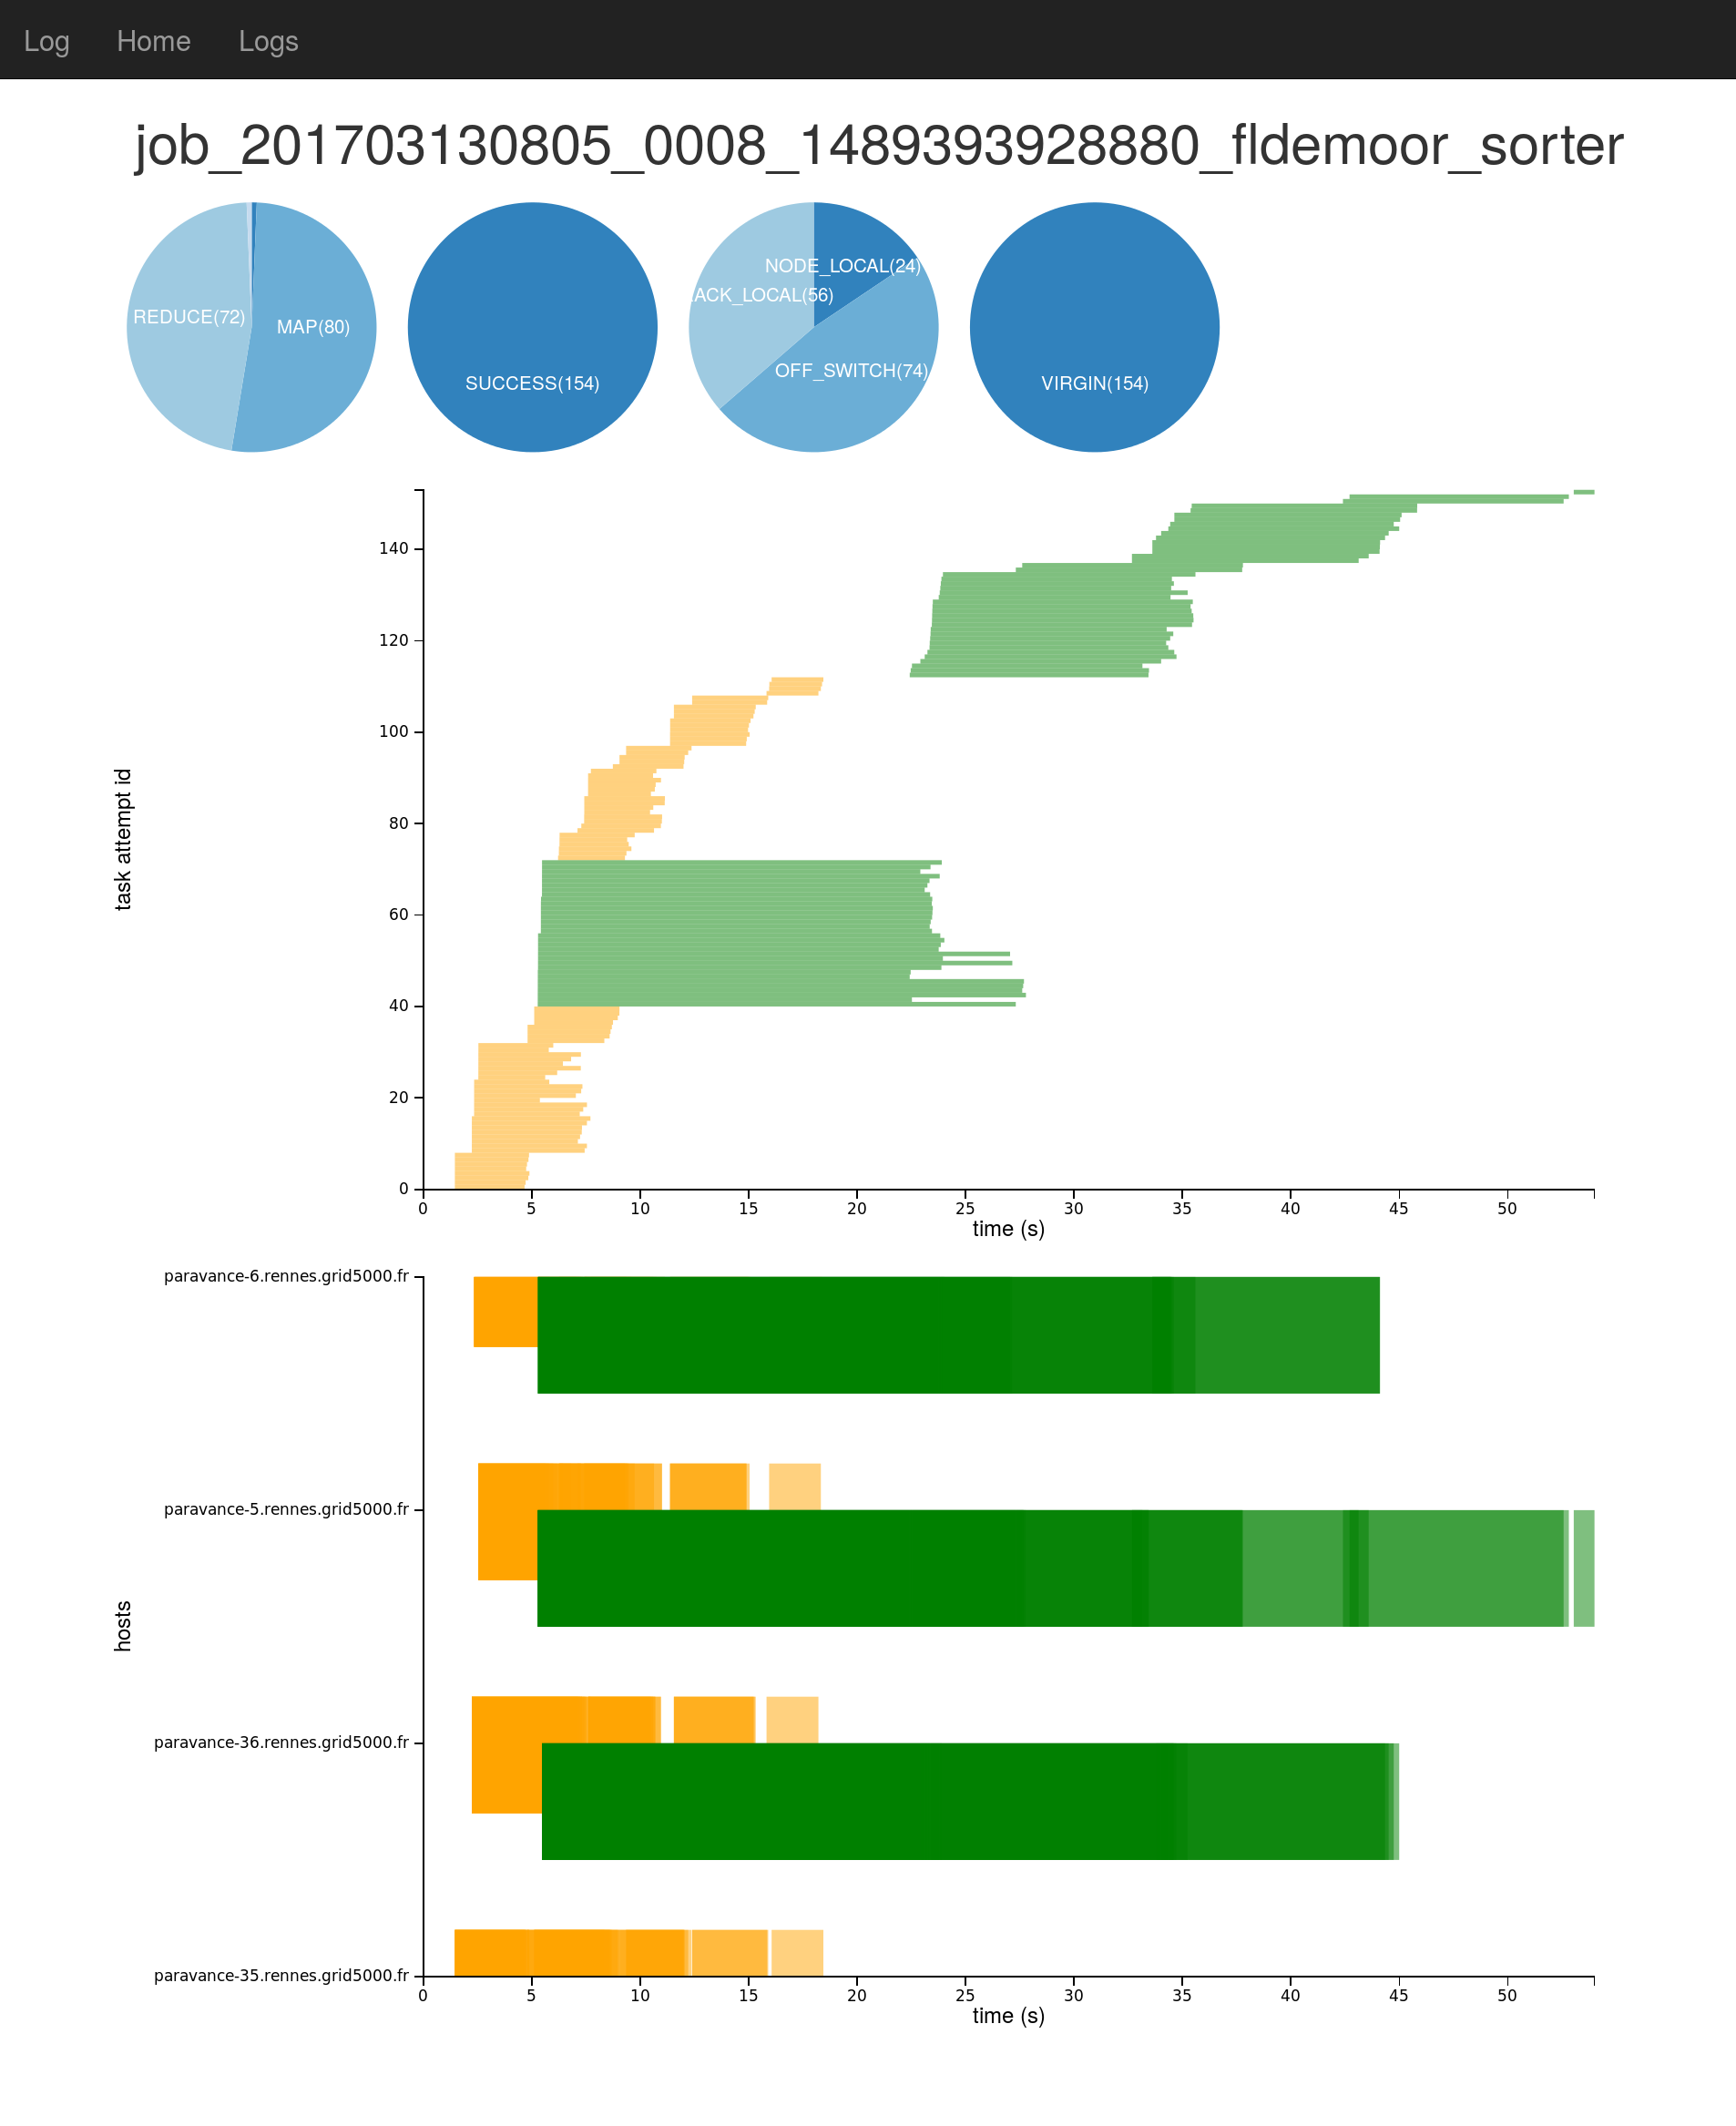 Log Home Logs
job_201703130805_0008_1489393928880_fldemoor_sorter
REDUCE(72) MAP(80)
SUCCESS(154)
NODE_LOCAL(24)
ACK_LOCAL(56)
OFF_SWITCH(74)
VIRGIN(154)
140
120
100
80
60
40
20
0
task attempt id
0 5 10 15 20 25 30 35 40 45 50
time (s)
paravance-6.rennes.grid5000.fr
paravance-5.rennes.grid5000.fr
hosts
paravance-36.rennes.grid5000.fr
paravance-35.rennes.grid5000.fr
0 5 10 15 20 25 30 35 40 45 50
time (s)